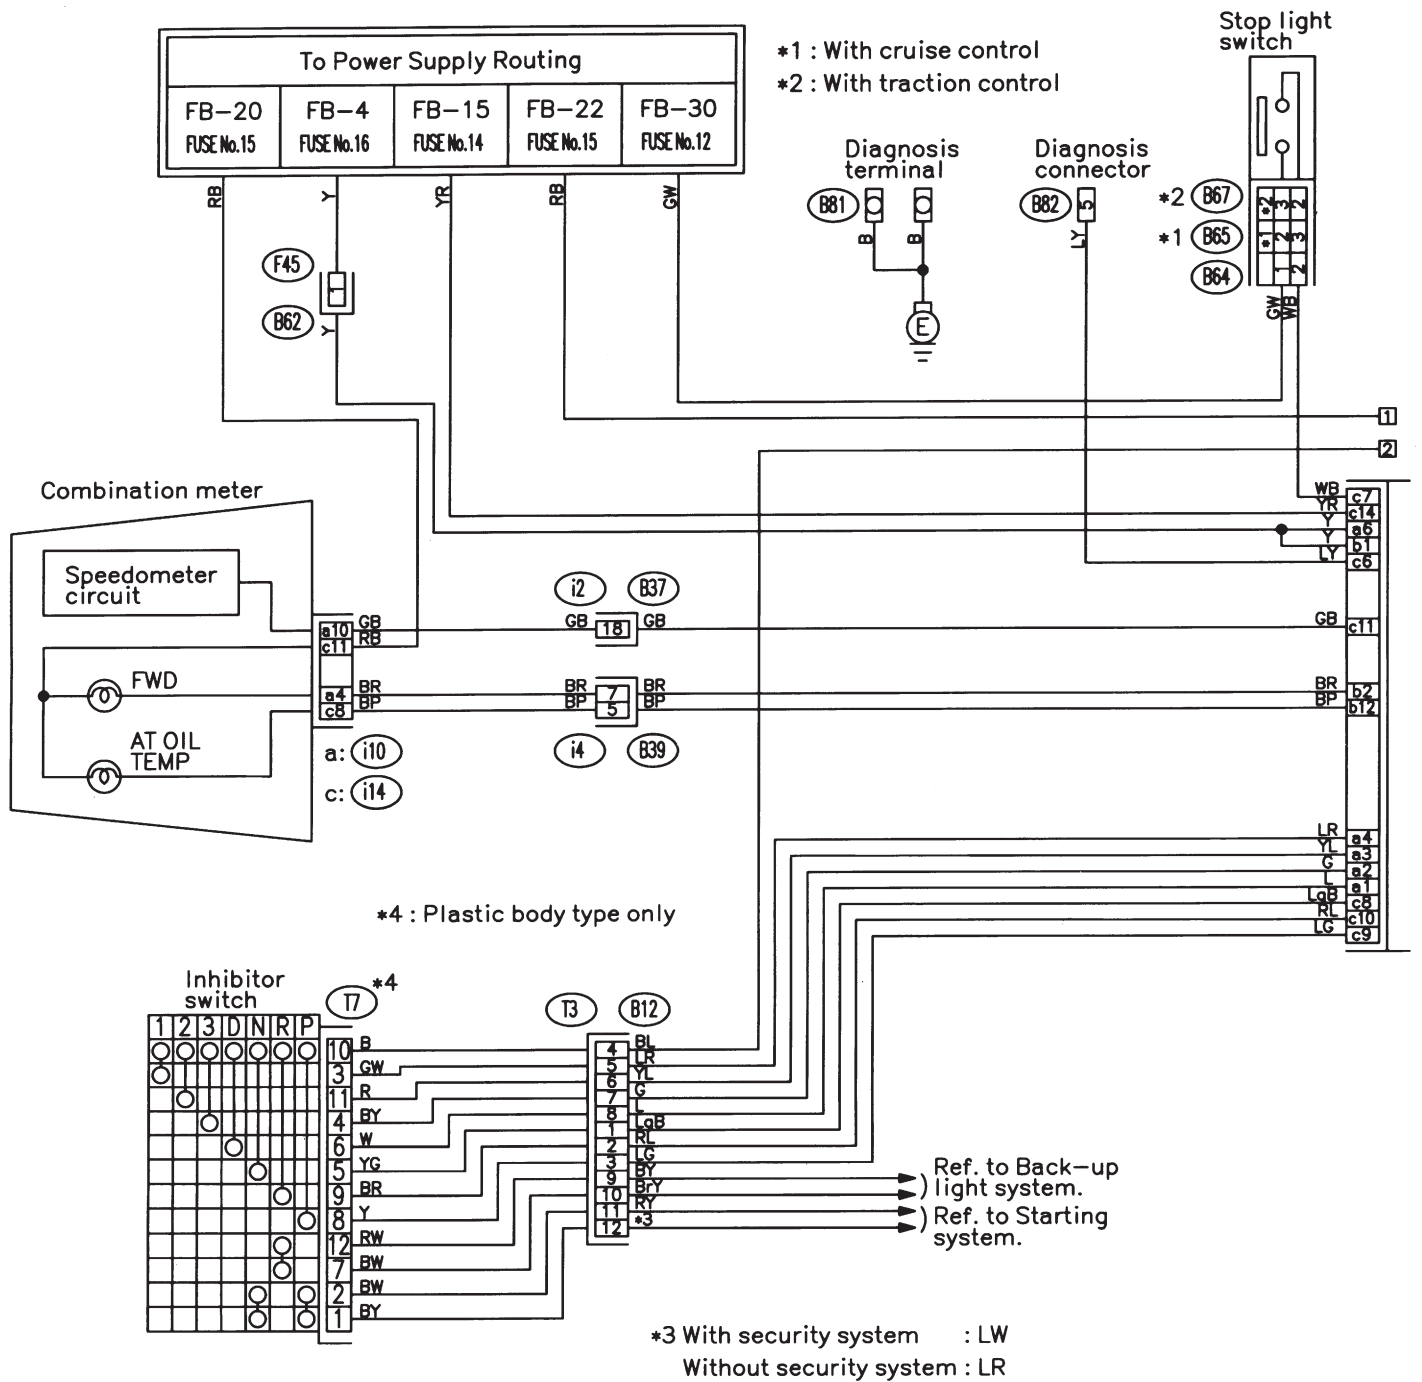 To Power Supply Routing
FB-20 FB-4 FB-15 FB-22 FB-30
FUSE No.15 FUSE No.16 FUSE No.14 FUSE No.15 FUSE No.12
RB Y YR RB GW
*1 : With cruise control
*2 : With traction control
Stop light
switch
Diagnosis
terminal
B81
B B
E
Diagnosis
connector
B82 5
LY
*2 B67 *2 3 2
*1 B65 *1 2 3
B64 1 2
GW WB
F45
1
B62
Y
1
2
Combination meter
Speedometer
circuit
FWD
AT OIL
TEMP
a10 GB
c11 RB
a4 BR
c8 BP
a: i10
c: i14
i2 B37
GB 18 GB
BR 7 BR
BP 5 BP
i4 B39
WB c7
YR c14
Y a6
Y b1
LY c6
GB c11
BR b2
BP b12
LR a4
YL a3
G a2
L a1
LgB c8
RL c10
LG c9
*4 : Plastic body type only
Inhibitor
switch
T7 *4
1 2 3 D N R P
10 B
3 GW
11 R
4 BY
6 W
5 YG
9 BR
8 Y
12 RW
7 BW
2 BW
1 BY
T3 B12
4 BL
5 LR
6 YL
7 G
8 L
1 LgB
2 RL
3 LG
9 BY
10 BrY
11 RY
12 *3
Ref. to Back-up
light system.
Ref. to Starting
system.
*3 With security system : LW
Without security system : LR